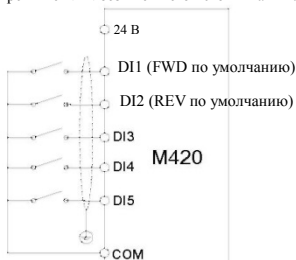 24 В
DI1 (FWD по умолчанию)
DI2 (REV по умолчанию)
DI3
DI4
M420
DI5
COM